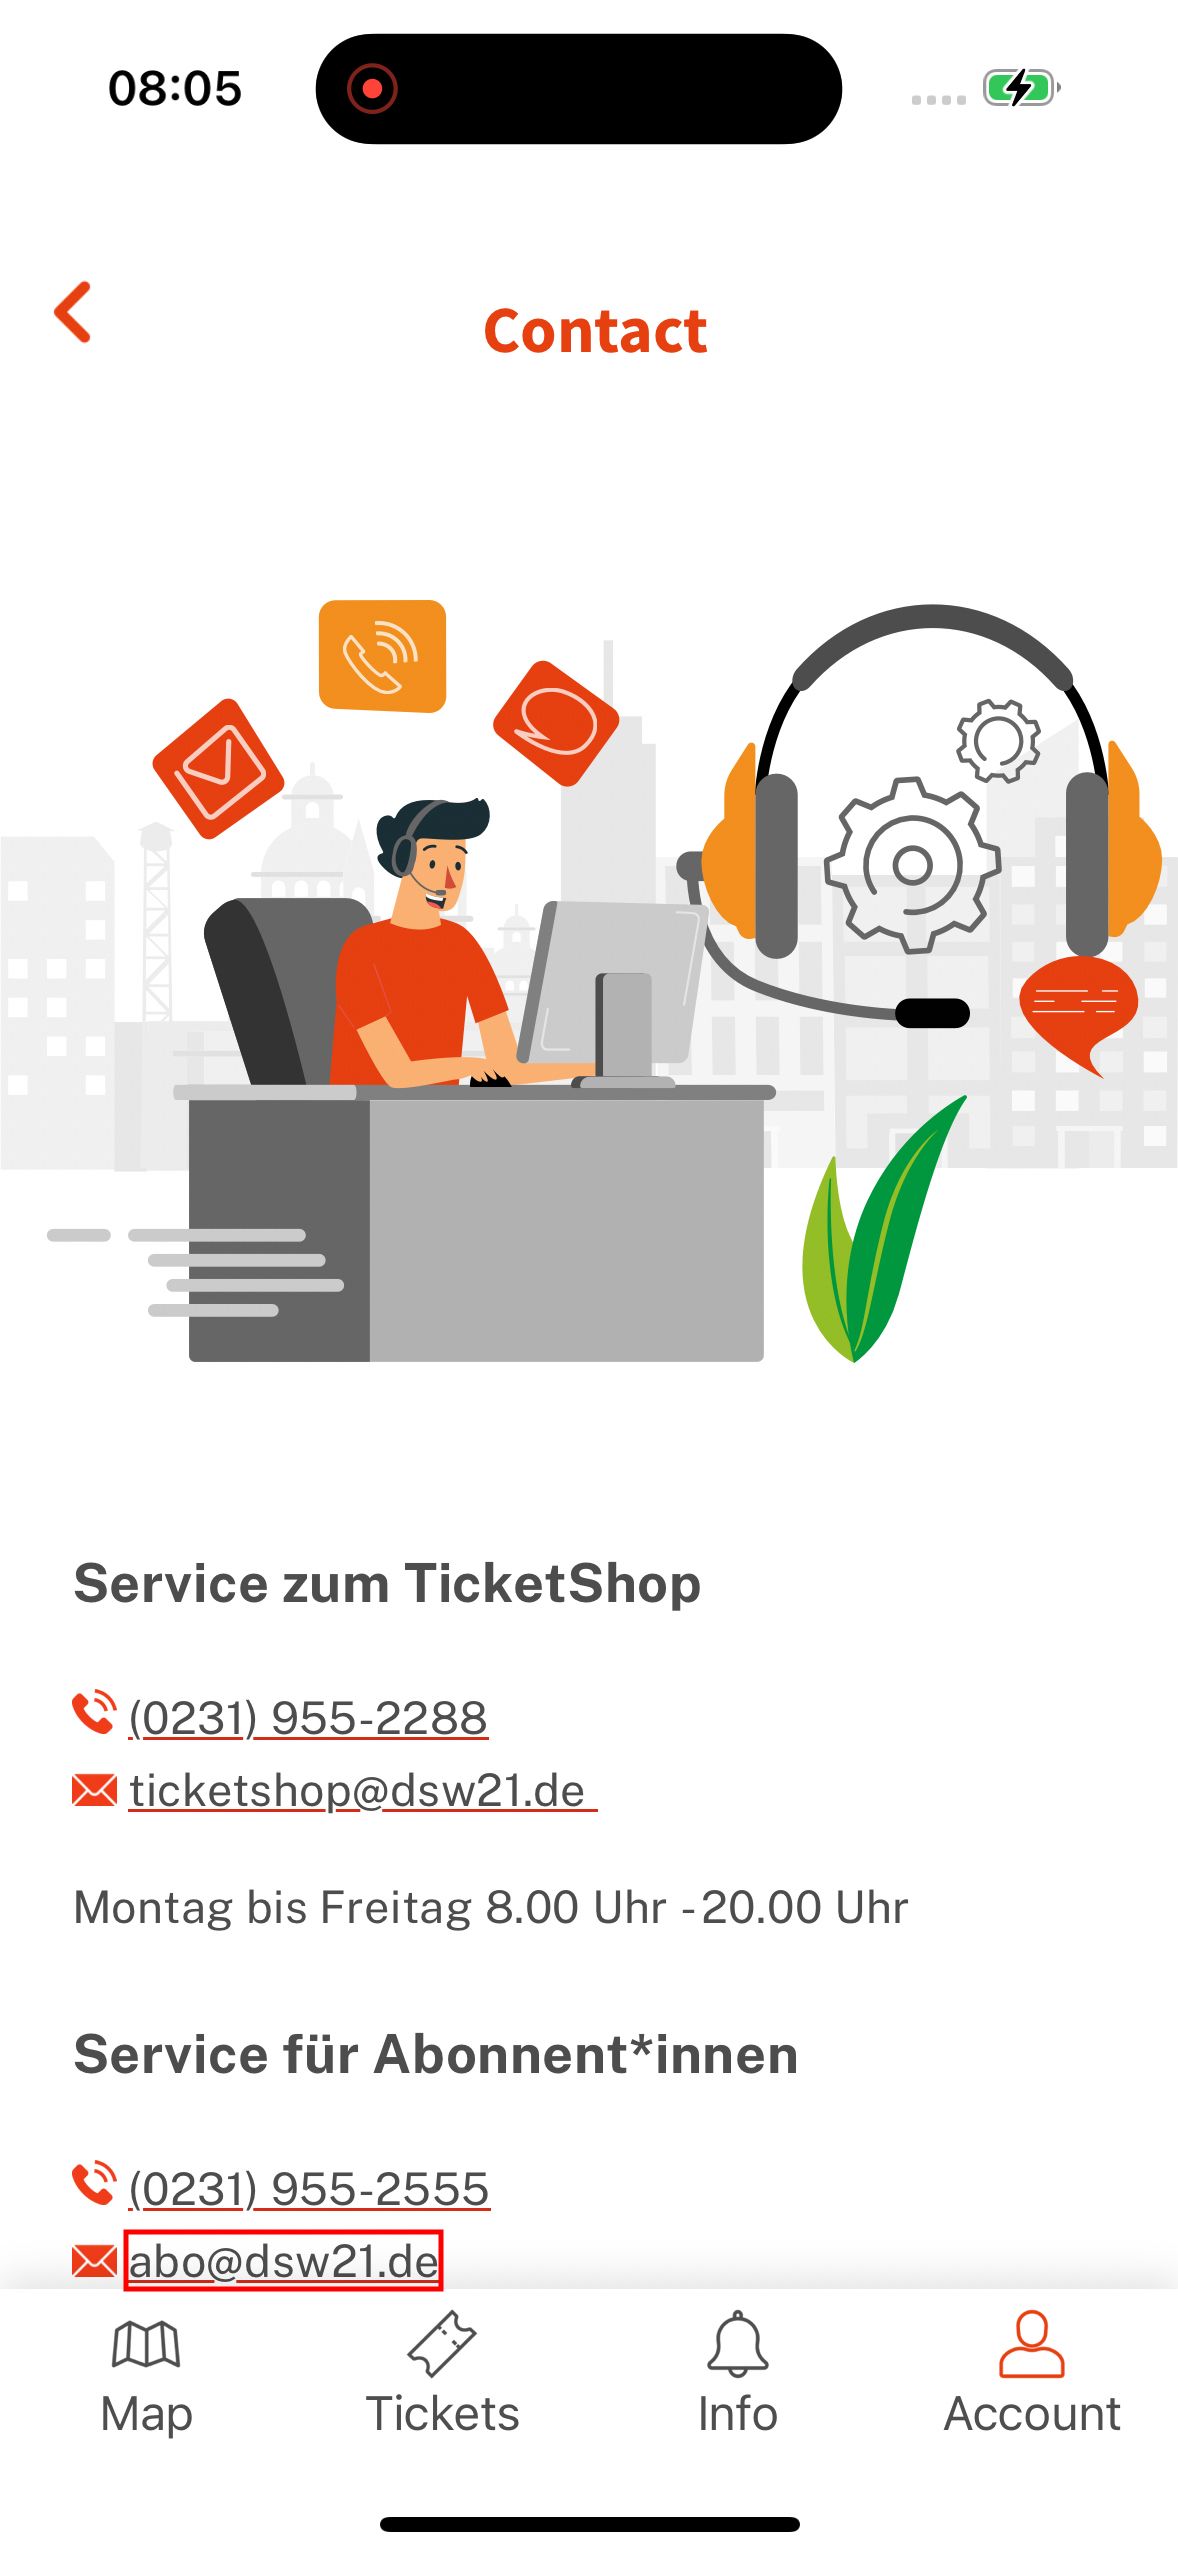 08:05
Contact
Service zum TicketShop
(0231) 955-2288
ticketshop@dsw21.de
Montag bis Freitag 8.00 Uhr - 20.00 Uhr
Service für Abonnent*innen
(0231) 955-2555
abo@dsw21.de
Map
Tickets
Info
Account